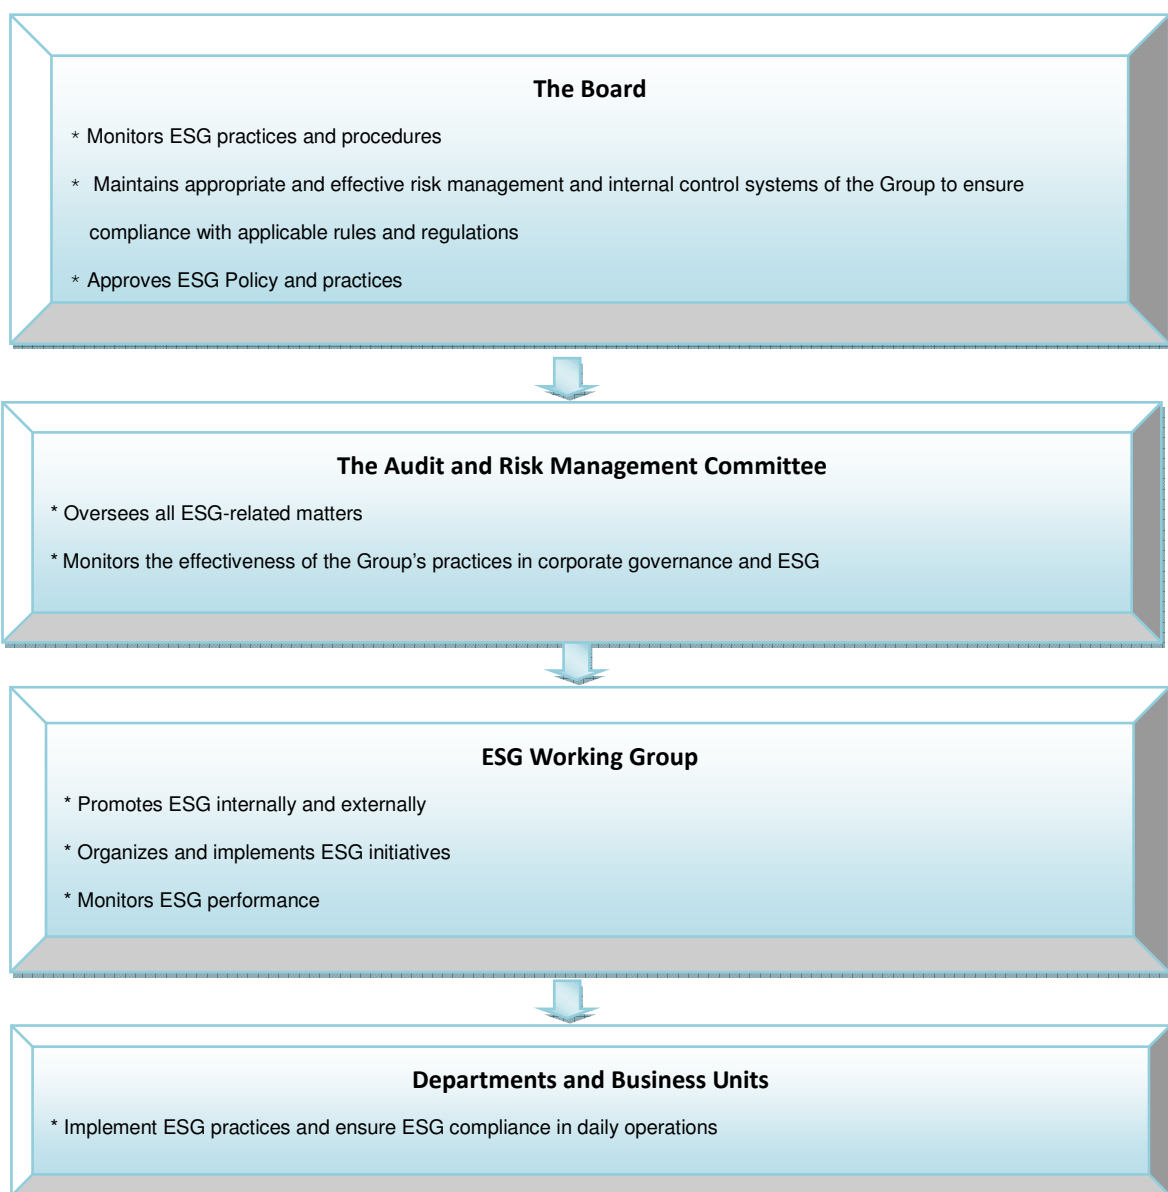 The Board
* Monitors ESG practices and procedures
* Maintains appropriate and effective risk management and internal control systems of the Group to ensure
compliance with applicable rules and regulations
* Approves ESG Policy and practices
The Audit and Risk Management Committee
* Oversees all ESG-related matters
* Monitors the effectiveness of the Group’s practices in corporate governance and ESG
ESG Working Group
* Promotes ESG internally and externally
* Organizes and implements ESG initiatives
* Monitors ESG performance
Departments and Business Units
* Implement ESG practices and ensure ESG compliance in daily operations